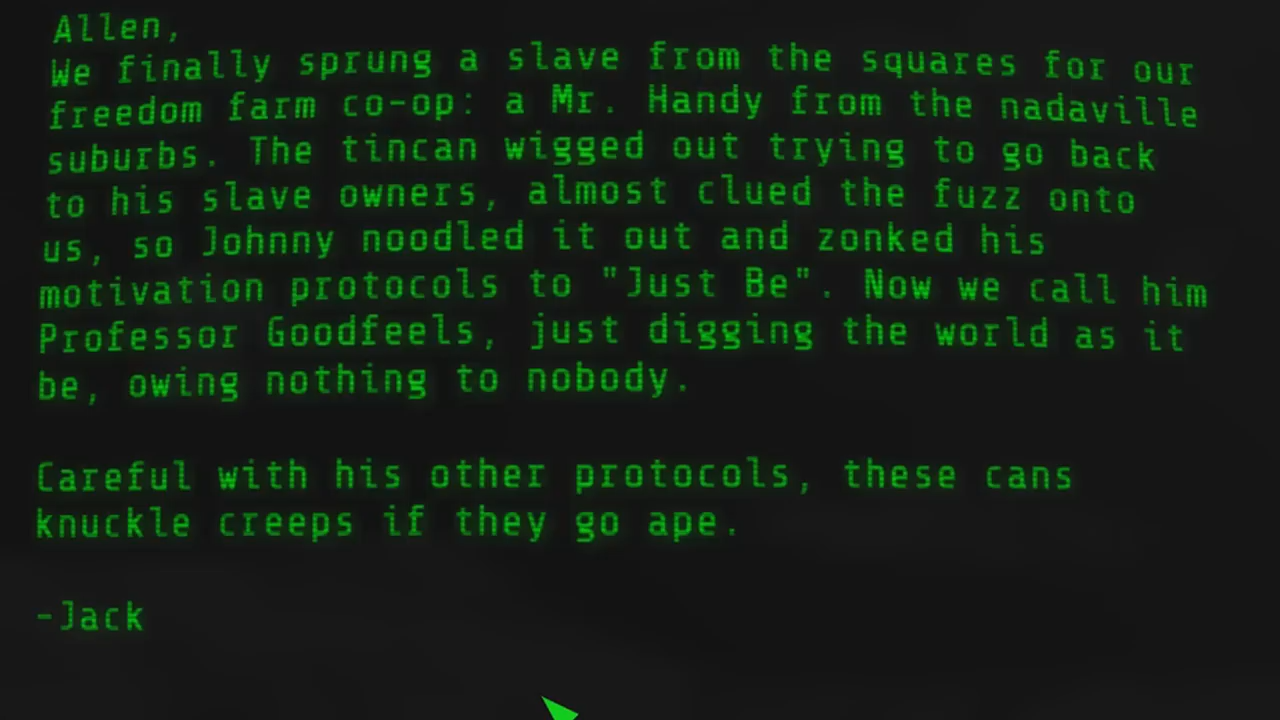 Allen,
We finally sprung a slave from the squares for our
freedom farm co-op: a Mr. Handy from the nadaville
suburbs. The tincan wigged out trying to go back
to his slave owners, almost clued the fuzz onto
us, so Johnny noodled it out and zonked his
motivation protocols to "Just Be". Now we call him
Professor Goodfeels, just digging the world as it
be, owing nothing to nobody.
Careful with his other protocols, these cans
knuckle creeps if they go ape.
-Jack